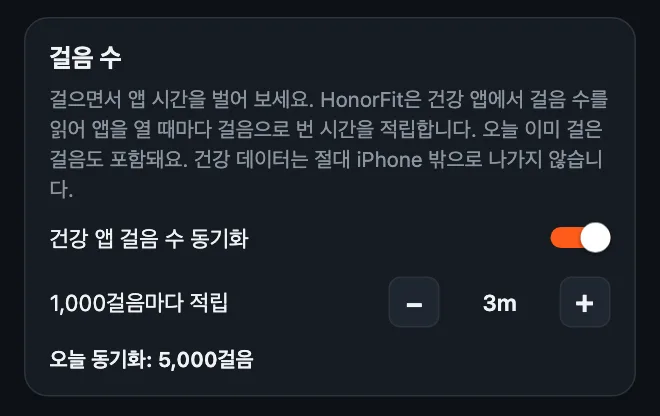 걸음 수
걸으면서 앱 시간을 벌어 보세요. HonorFit은 건강 앱에서 걸음 수를
읽어 앱을 열 때마다 걸음으로 번 시간을 적립합니다. 오늘 이미 걸은
걸음도 포함돼요. 건강 데이터는 절대 iPhone 밖으로 나가지 않습니
다.
건강 앱 걸음 수 동기화
1,000걸음마다 적립 – 3m +
오늘 동기화: 5,000걸음